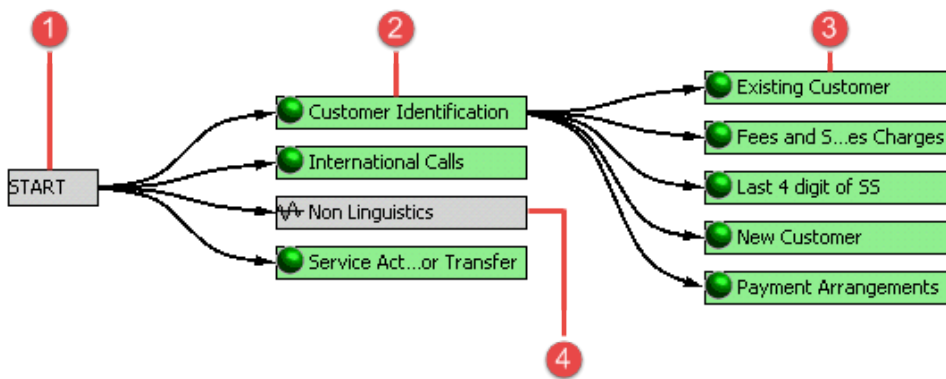 1
2
3
Existing Customer
Customer Identification
Fees and S...es Charges
International Calls
START
Last 4 digit of SS
Non Linguistics
New Customer
Service Act...or Transfer
Payment Arrangements
4